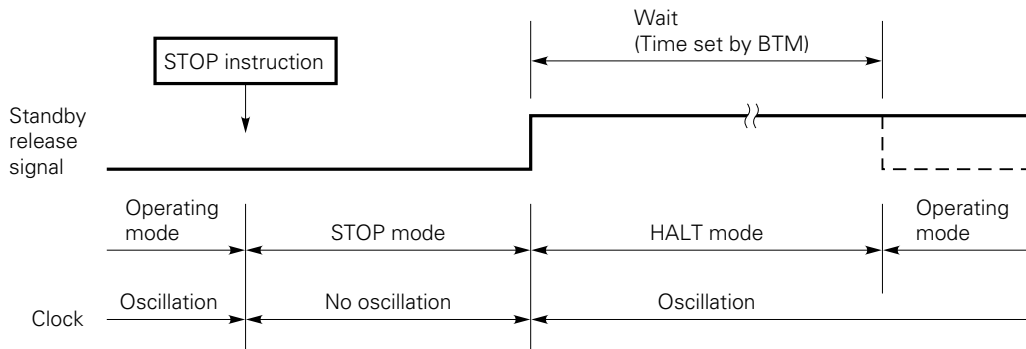 Wait
(Time set by BTM)
STOP instruction
Standby
release
signal
Operating
mode
STOP mode
HALT mode
Operating
mode
Clock
Oscillation
No oscillation
Oscillation